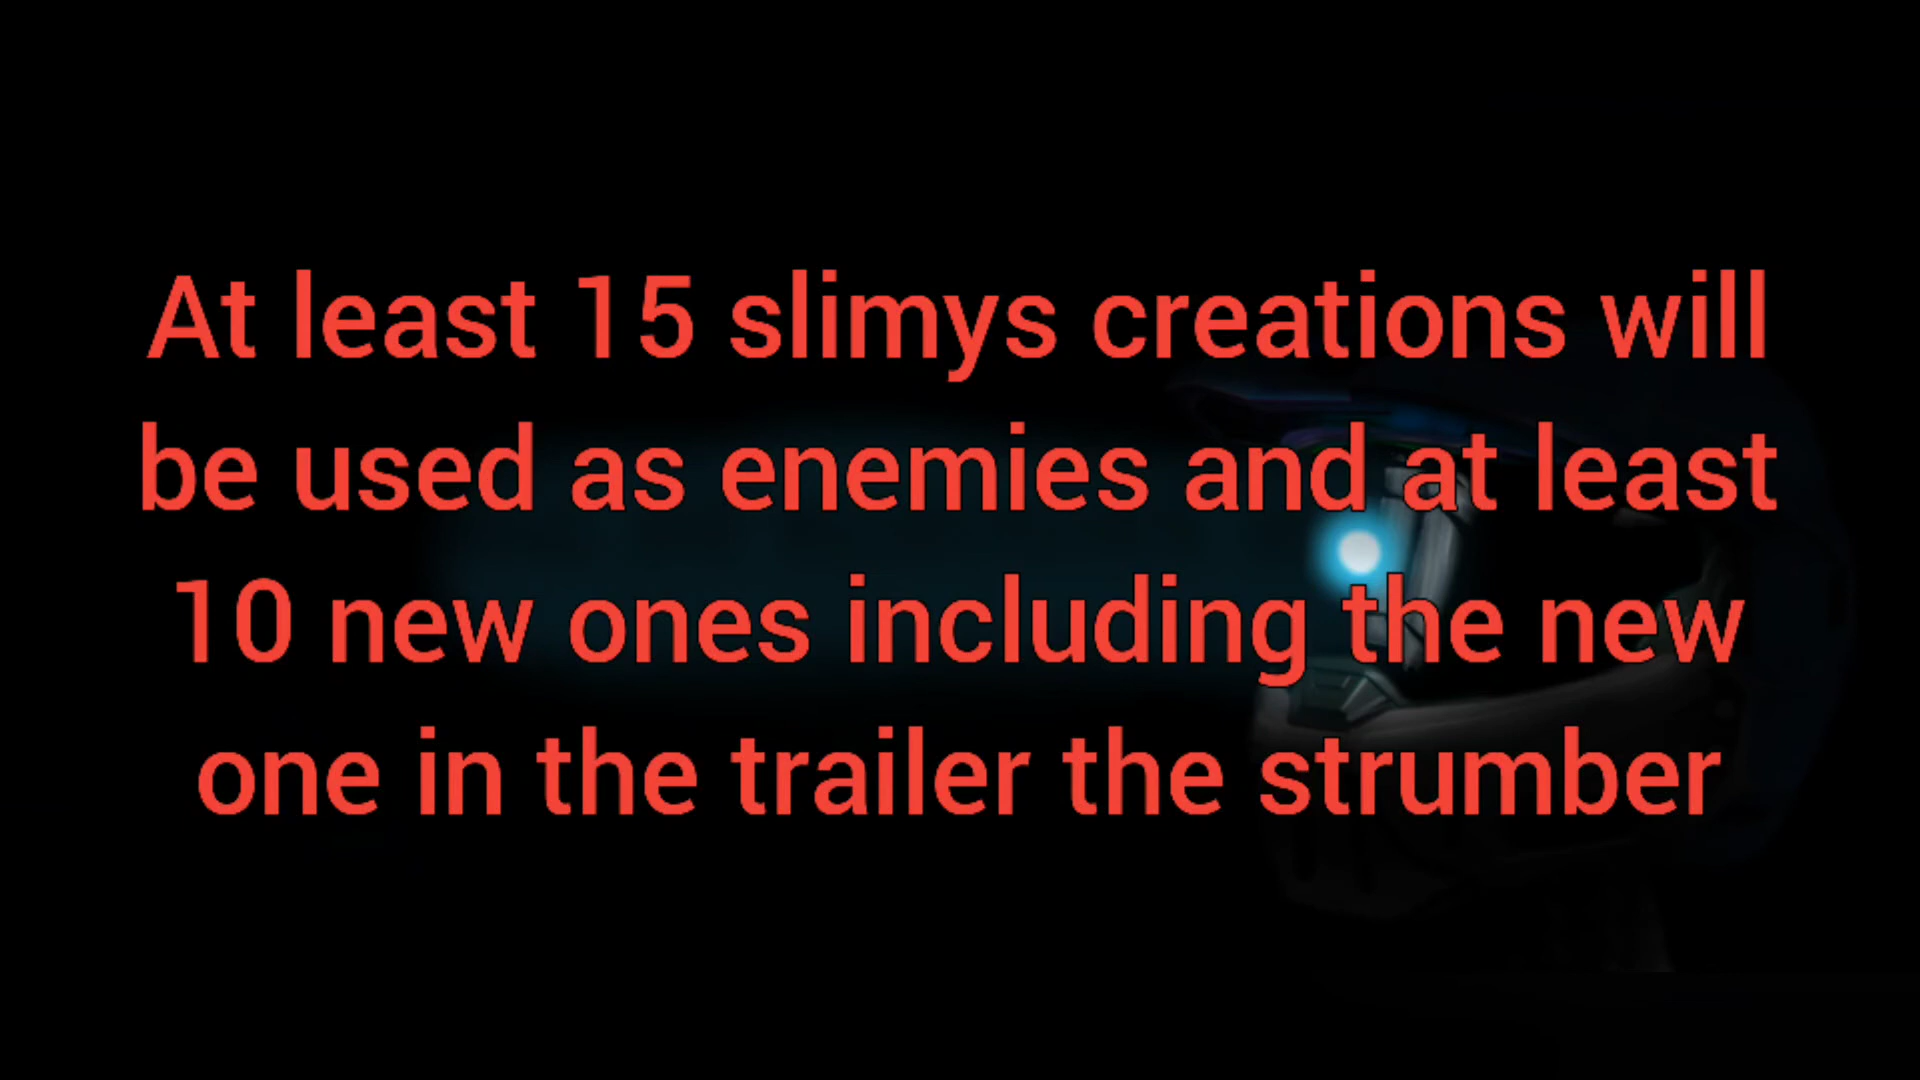 At least 15 slimys creations will
be used as enemies and at least
10 new ones including the new
one in the trailer the strumber